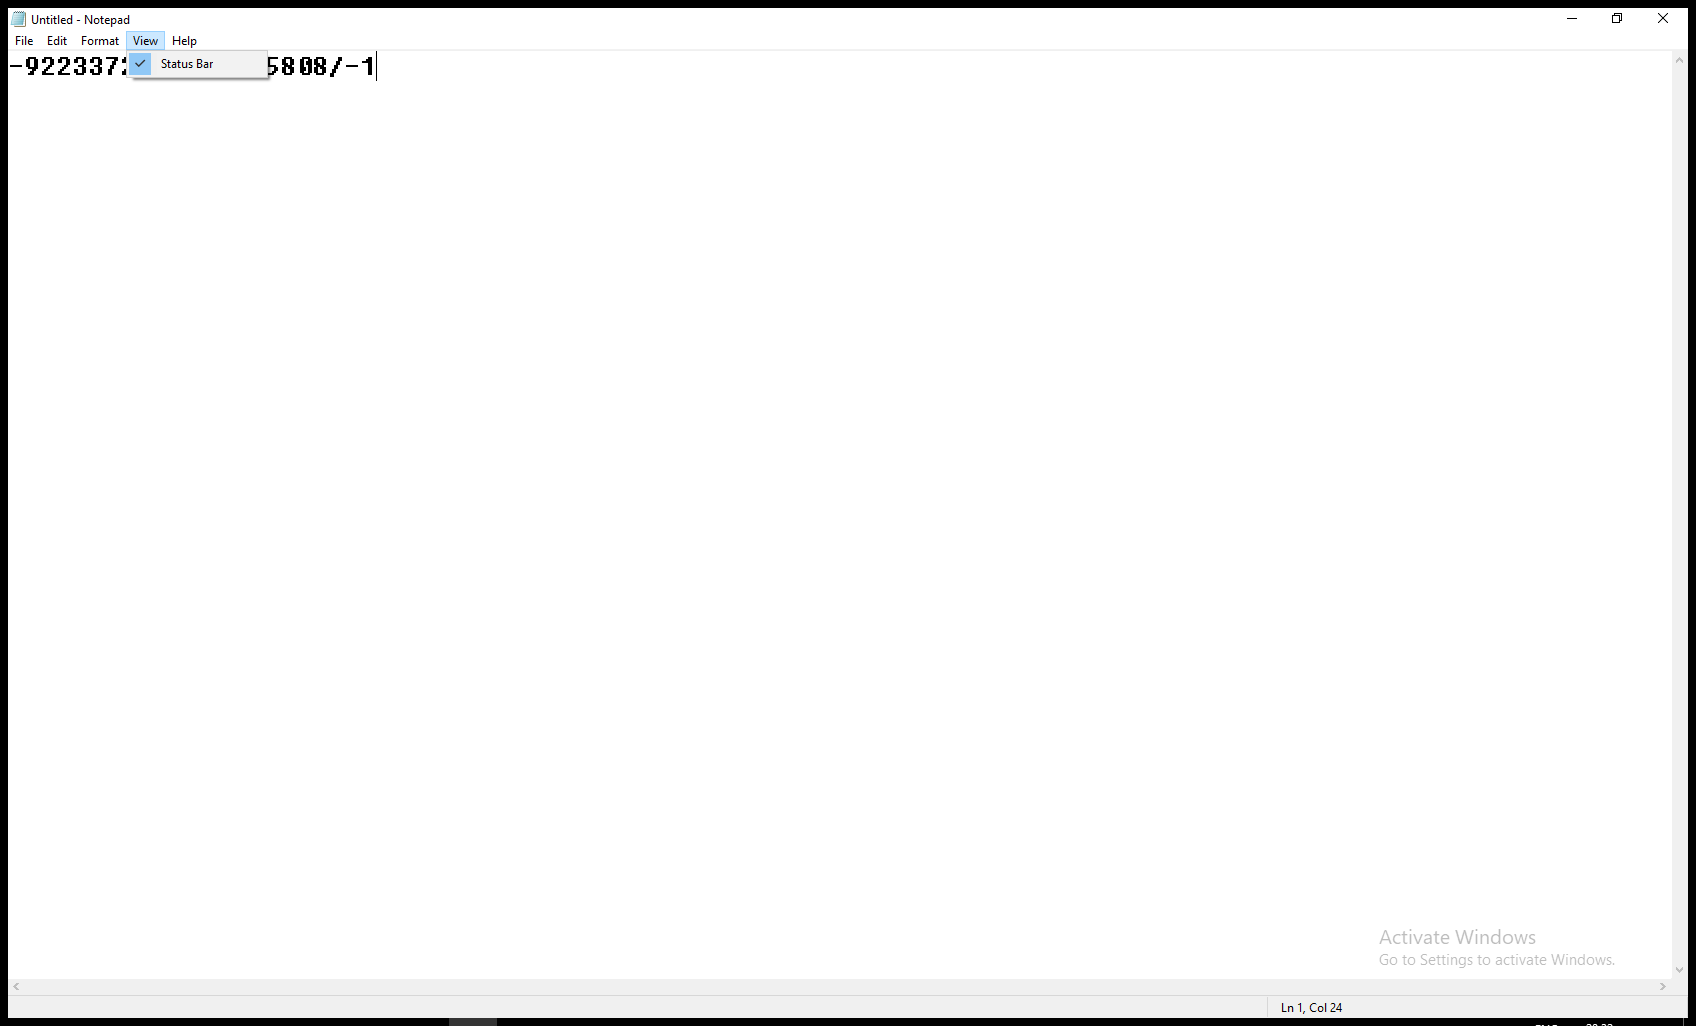 Untitled - Notepad
File Edit Format View Help
Status Bar
-922337 5808/-1
Activate Windows
Go to Settings to activate Windows.
Ln 1, Col 24